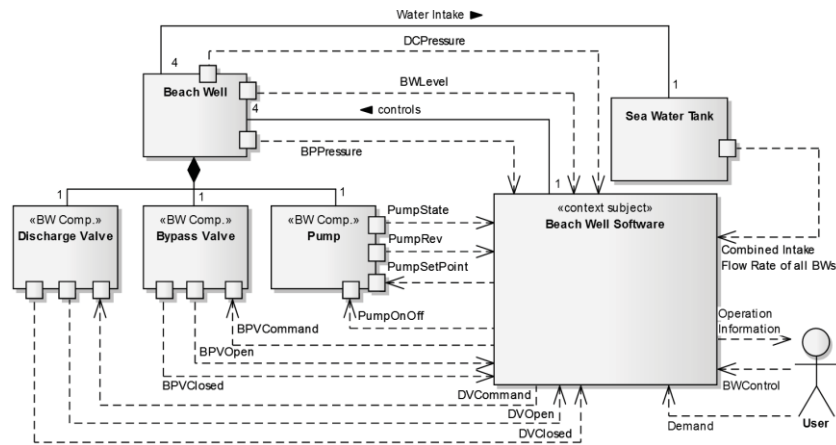 Water Intake ►
4
DCPressure
Beach Well
BWLevel
4
◄ controls
1
Sea Water Tank
BPPressure
1
1
1
1
«BW Comp.»
Discharge Valve
«BW Comp.»
Bypass Valve
«BW Comp.»
Pump
PumpState
PumpRev
PumpSetPoint
PumpOnOff
«context subject»
Beach Well Software
Combined Intake
Flow Rate of all BWs
BPVCommand
BPVOpen
BPVClosed
DVCommand
DVOpen
DVClosed
Operation
Information
BWControl
Demand
User